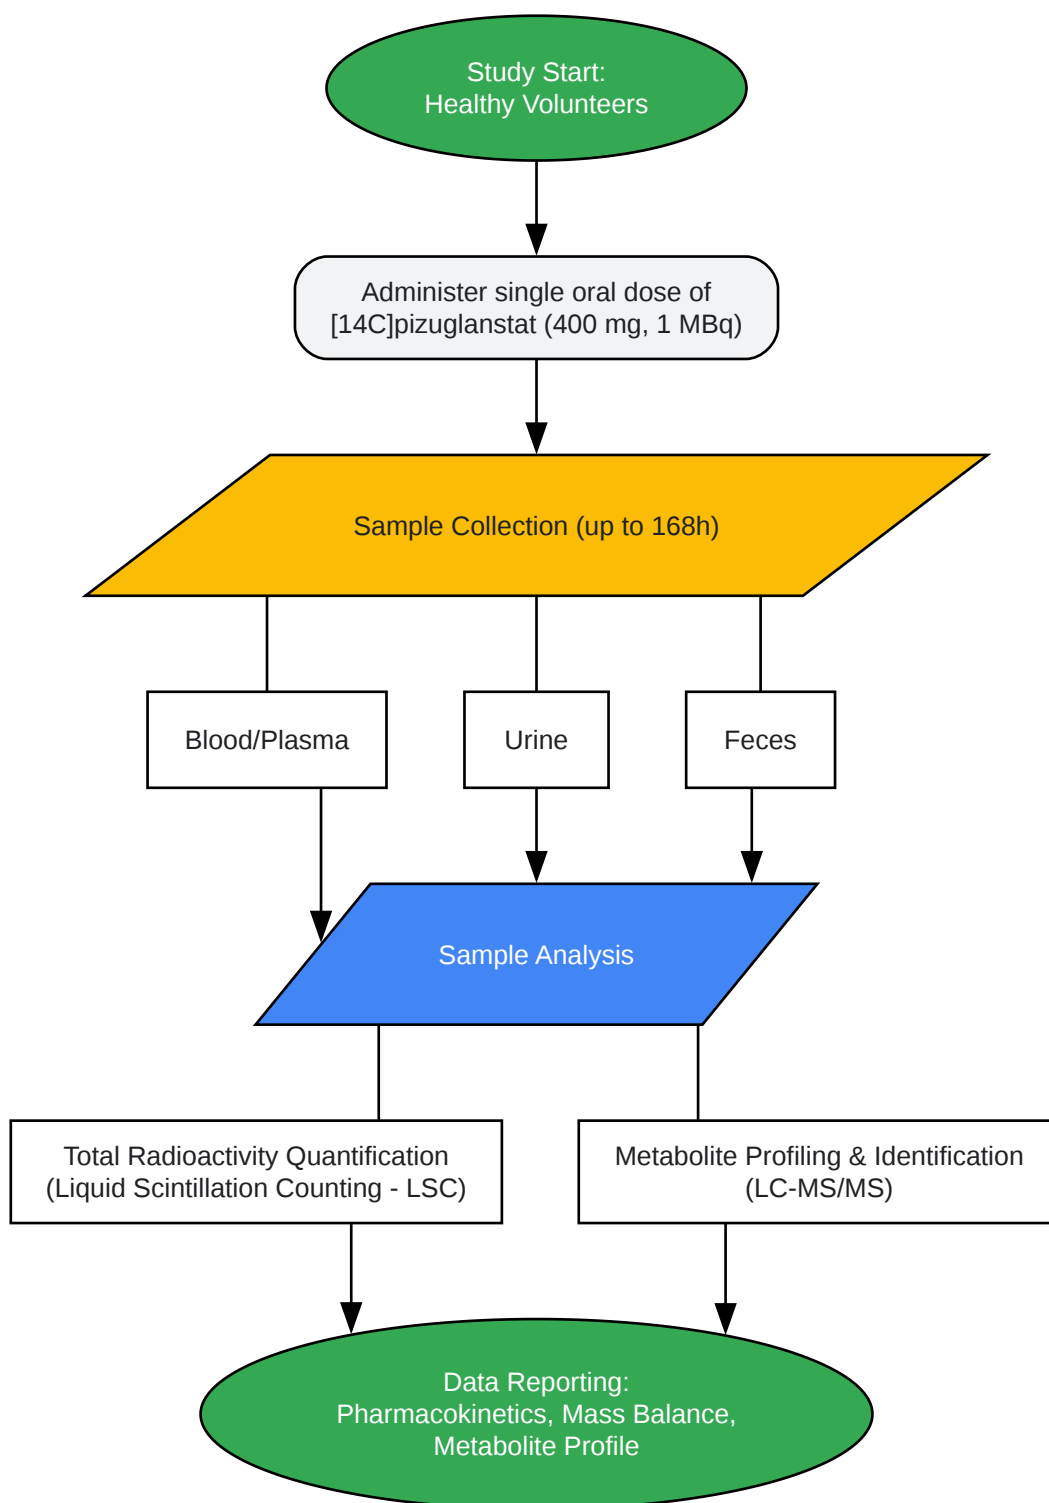 Study Start:
Healthy Volunteers
Administer single oral dose of
[14C]pizuglanstat (400 mg, 1 MBq)
Sample Collection (up to 168h)
Blood/Plasma
Urine
Feces
Sample Analysis
Total Radioactivity Quantification
(Liquid Scintillation Counting - LSC)
Metabolite Profiling & Identification
(LC-MS/MS)
Data Reporting:
Pharmacokinetics, Mass Balance,
Metabolite Profile